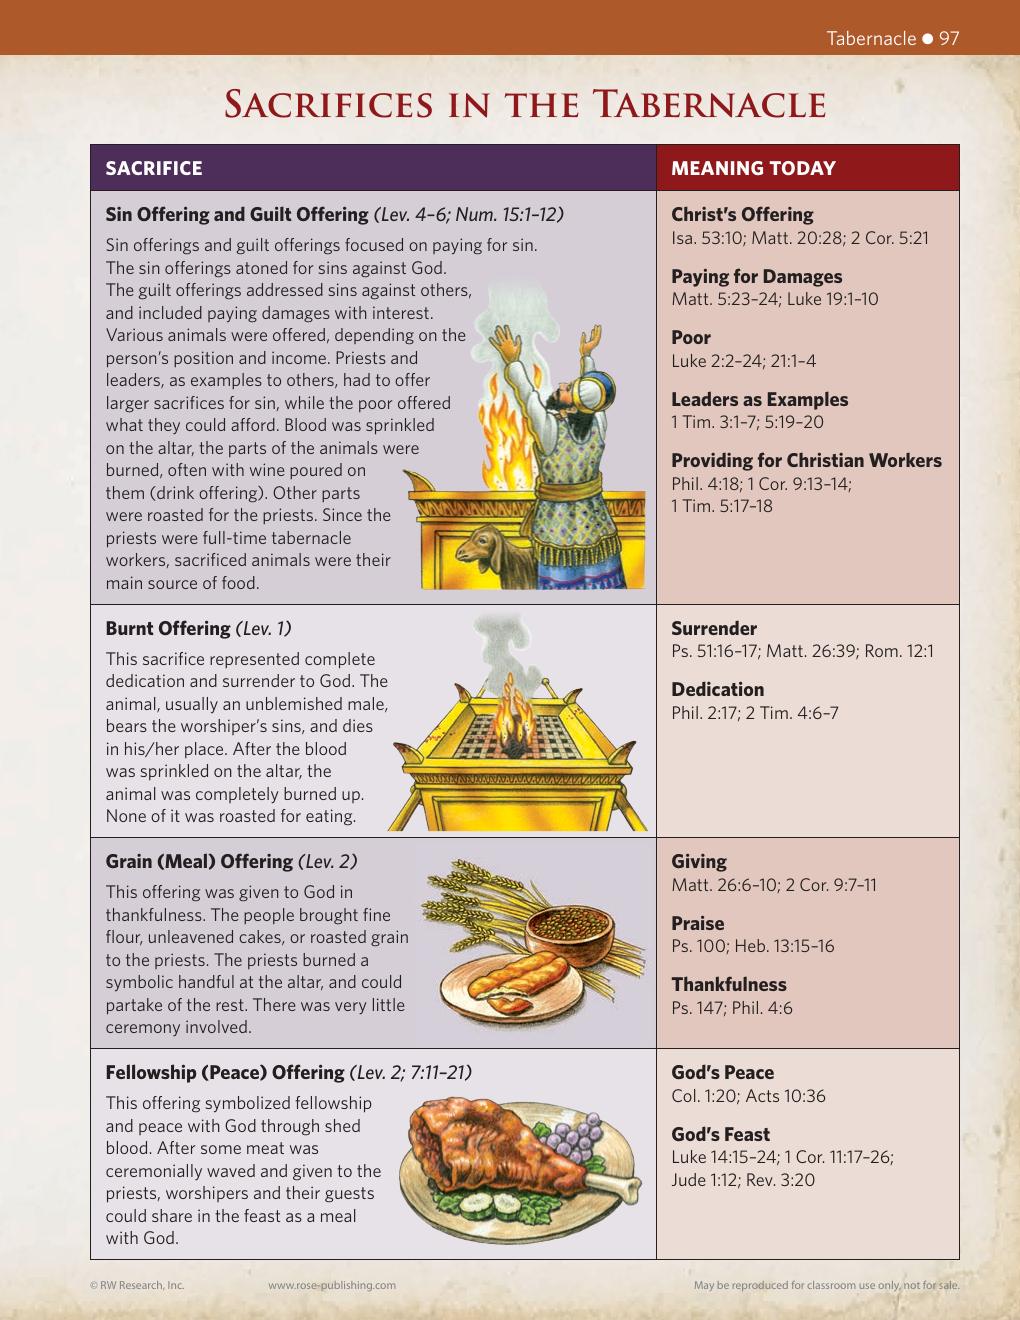 Tabernacle ● 97
Sacrifices in the Tabernacle
SACRIFICE
MEANING TODAY
Sin Offering and Guilt Offering (Lev. 4–6; Num. 15:1–12)
Sin offerings and guilt offerings focused on paying for sin.
The sin offerings atoned for sins against God.
The guilt offerings addressed sins against others,
and included paying damages with interest.
Various animals were offered, depending on the
person's position and income. Priests and
leaders, as examples to others, had to offer
larger sacrifices for sin, while the poor offered
what they could afford. Blood was sprinkled
on the altar, the parts of the animals were
burned, often with wine poured on
them (drink offering). Other parts
were roasted for the priests. Since the
priests were full-time tabernacle
workers, sacrificed animals were their
main source of food.
Christ's Offering
Isa. 53:10; Matt. 20:28; 2 Cor. 5:21
Paying for Damages
Matt. 5:23–24; Luke 19:1–10
Poor
Luke 2:2–24; 21:1–4
Leaders as Examples
1 Tim. 3:1–7; 5:19–20
Providing for Christian Workers
Phil. 4:18; 1 Cor. 9:13–14;
1 Tim. 5:17–18
Burnt Offering (Lev. 1)
This sacrifice represented complete
dedication and surrender to God. The
animal, usually an unblemished male,
bears the worshiper's sins, and dies
in his/her place. After the blood
was sprinkled on the altar, the
animal was completely burned up.
None of it was roasted for eating.
Surrender
Ps. 51:16–17; Matt. 26:39; Rom. 12:1
Dedication
Phil. 2:17; 2 Tim. 4:6–7
Grain (Meal) Offering (Lev. 2)
This offering was given to God in
thankfulness. The people brought fine
flour, unleavened cakes, or roasted grain
to the priests. The priests burned a
symbolic handful at the altar, and could
partake of the rest. There was very little
ceremony involved.
Giving
Matt. 26:6–10; 2 Cor. 9:7–11
Praise
Ps. 100; Heb. 13:15–16
Thankfulness
Ps. 147; Phil. 4:6
Fellowship (Peace) Offering (Lev. 2; 7:11–21)
This offering symbolized fellowship
and peace with God through shed
blood. After some meat was
ceremonially waved and given to the
priests, worshipers and their guests
could share in the feast as a meal
with God.
God's Peace
Col. 1:20; Acts 10:36
God's Feast
Luke 14:15–24; 1 Cor. 11:17–26;
Jude 1:12; Rev. 3:20
© RW Research, Inc.
www.rose-publishing.com
May be reproduced for classroom use only, not for sale.